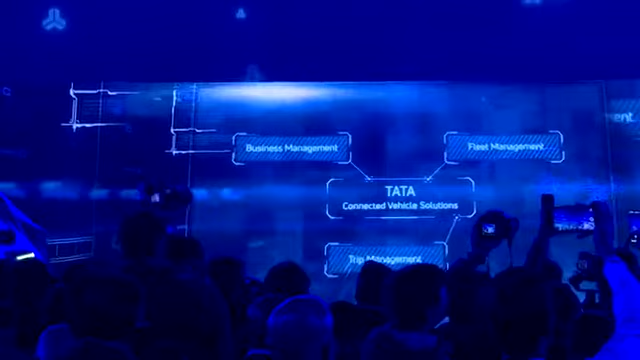 Business Management
Fleet Management
TATA
Connected Vehicle Solutions
Trip Management